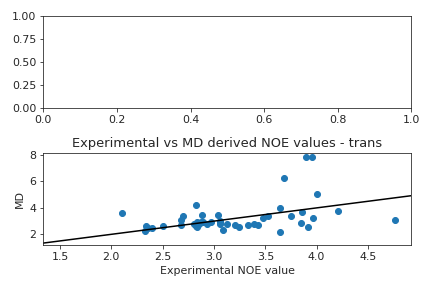 1.00
0.75
0.50
0.25
0.00
0.0 0.2 0.4 0.6 0.8 1.0
Experimental vs MD derived NOE values - trans
8
6
4
2
MD
1.5 2.0 2.5 3.0 3.5 4.0 4.5
Experimental NOE value